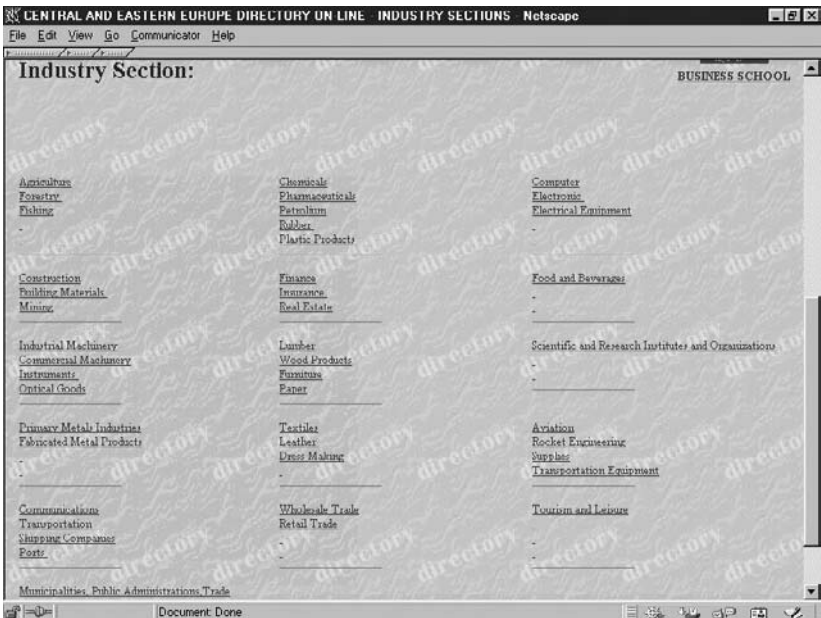 CENTRAL AND EASTERN EUROPE DIRECTORY ON-LINE - INDUSTRY SECTIONS - Netscape
File Edit View Go Communicator Help
Industry Section:
BUSINESS SCHOOL
Agriculture
Forestry
Fishing
-
Chemicals
Pharmaceuticals
Petrolium
Rubber
Plastic Products
Computer
Electronic
Electrical Equipment
-
Construction
Building Materials
Mining
Finance
Insurance
Real Estate
Food and Beverages
-
-
Industrial Machinery
Commercial Machinery
Instruments
Optical Goods
Lumber
Wood Products
Furniture
Paper
Scientific and Research Institutes and Organizations
-
-
Primary Metals Industries
Fabricated Metal Products
-
-
Textiles
Leather
Dress Making
-
Aviation
Rocket Engineering
Supplies
Transportation Equipment
Communications
Transportation
Shipping Companies
Ports
Wholesale Trade
Retail Trade
-
-
Tourism and Leisure
-
-
Municipalities, Public Administrations, Trade
Document: Done